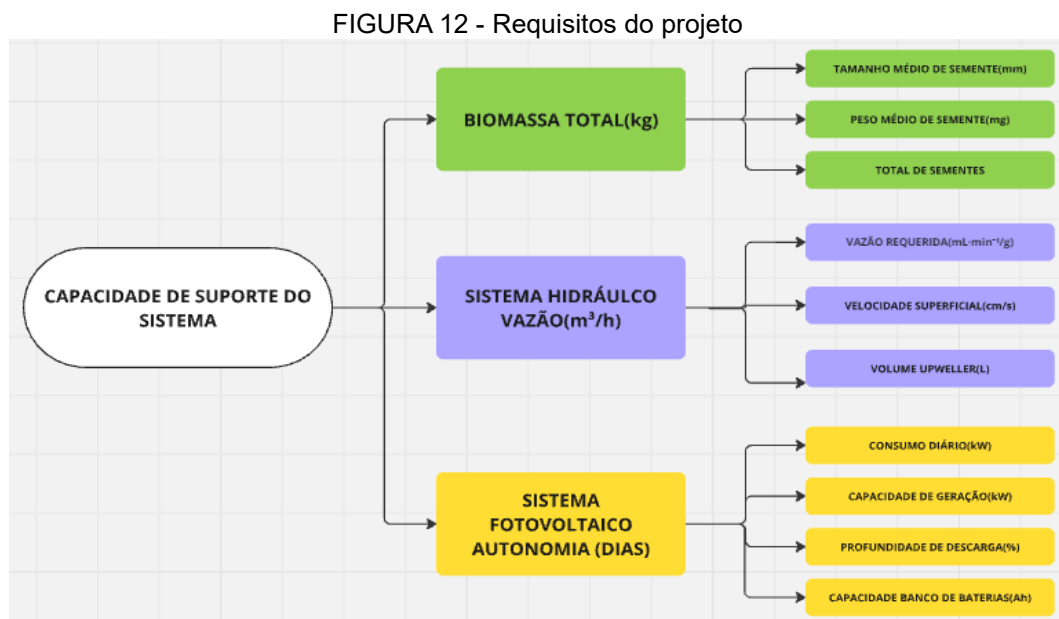 FIGURA 12 - Requisitos do projeto
CAPACIDADE DE SUPORTE DO
SISTEMA
BIOMASSA TOTAL(kg)
TAMANHO MÉDIO DE SEMENTE(mm)
PESO MÉDIO DE SEMENTE(mg)
TOTAL DE SEMENTES
SISTEMA HIDRÁULCO
VAZÃO(m³/h)
VAZÃO REQUERIDA(mL·min⁻¹/g)
VELOCIDADE SUPERFICIAL(cm/s)
VOLUME UPWELLER(L)
SISTEMA
FOTOVOLTAICO
AUTONOMIA (DIAS)
CONSUMO DIÁRIO(kW)
CAPACIDADE DE GERAÇÃO(kW)
PROFUNDIDADE DE DESCARGA(%)
CAPACIDADE BANCO DE BATERIAS(Ah)